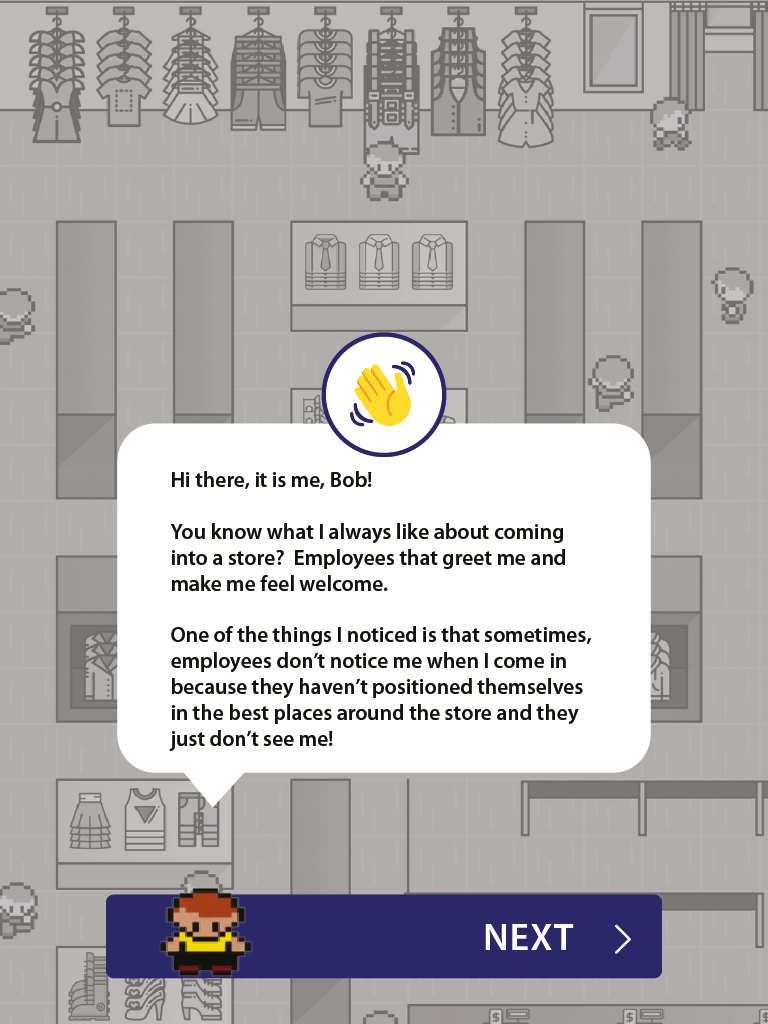 Hi there, it is me, Bob!
You know what I always like about coming
into a store?  Employees that greet me and
make me feel welcome.
One of the things I noticed is that sometimes,
employees don’t notice me when I come in
because they haven’t positioned themselves
in the best places around the store and they
just don’t see me!
NEXT
$
$